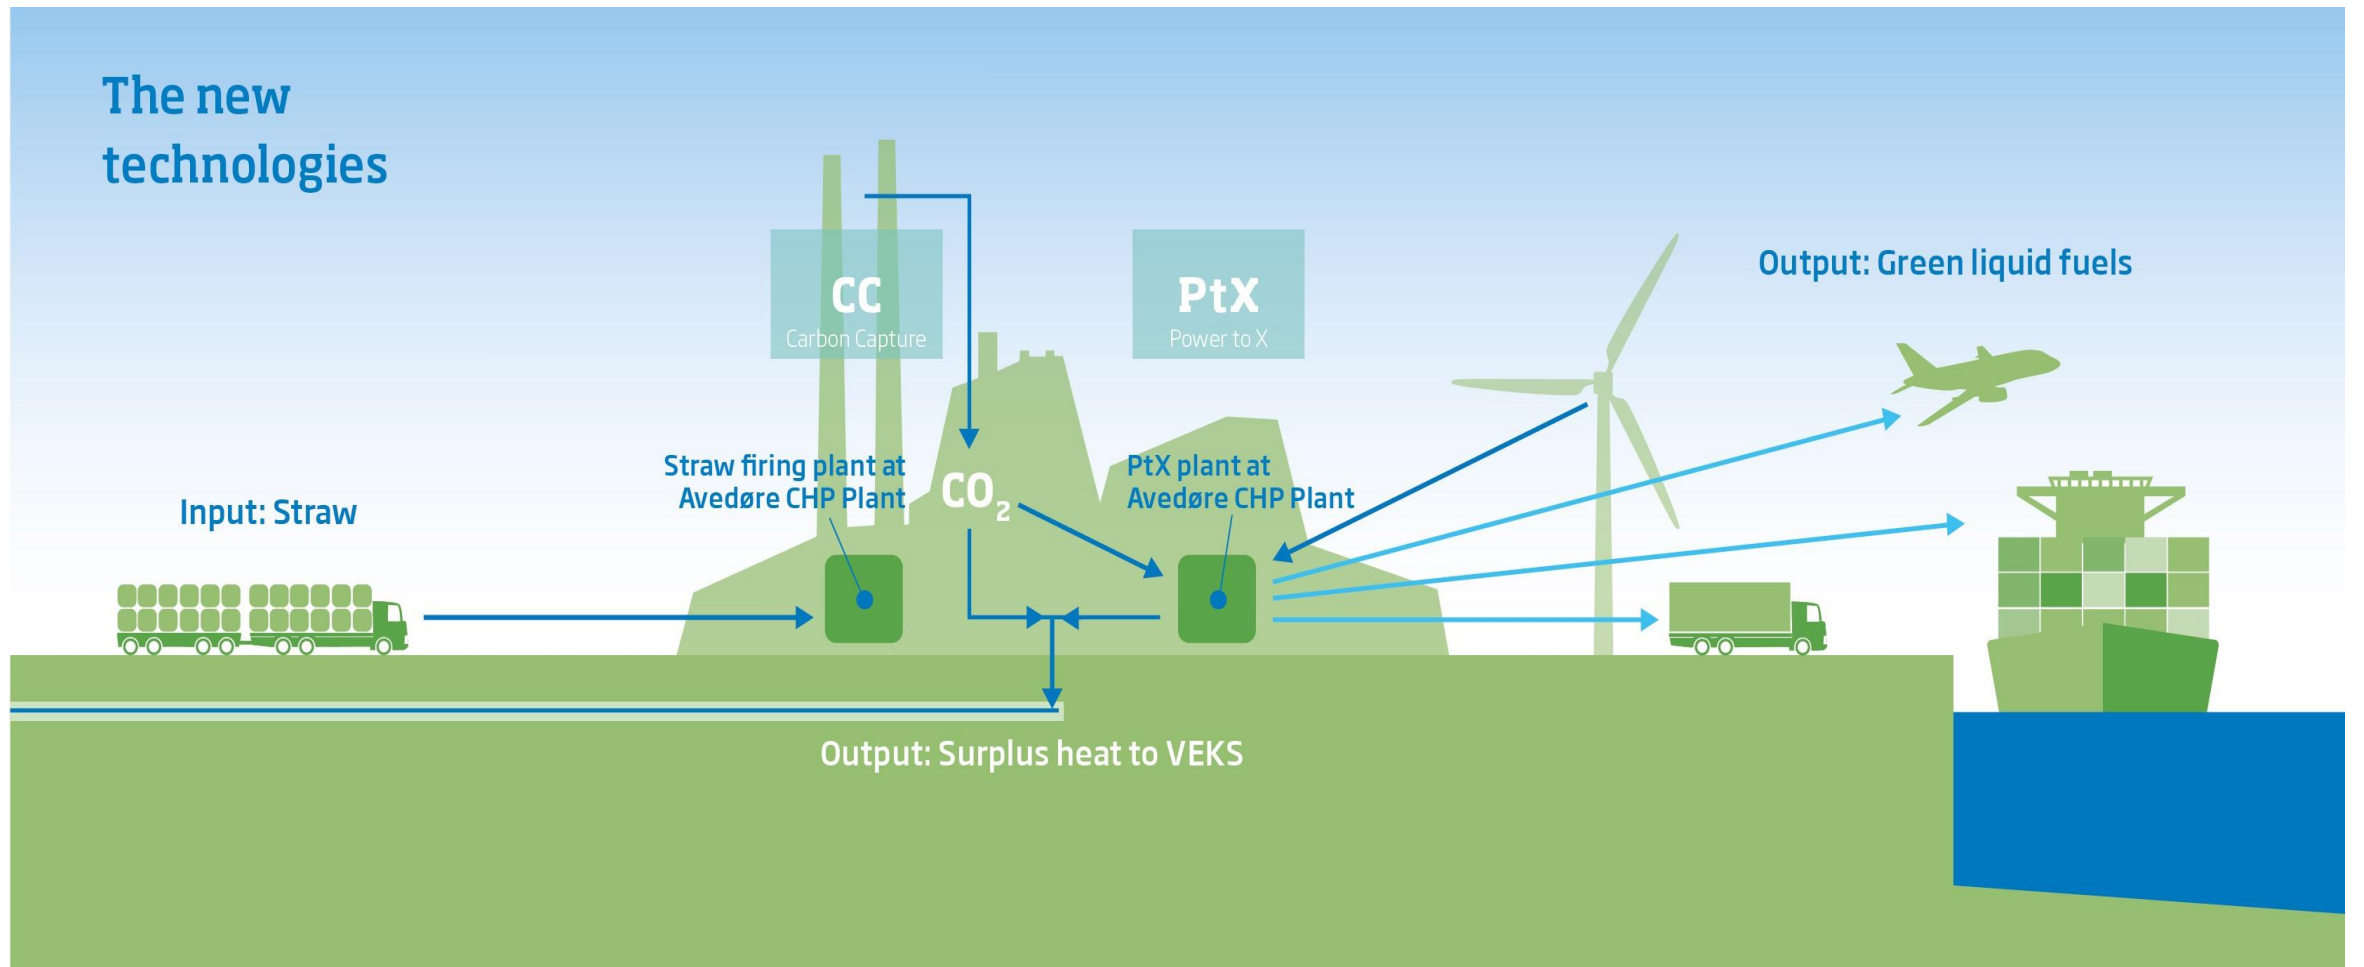 The new
technologies
CC
Carbon Capture
PtX
Power to X
Output: Green liquid fuels
Straw firing plant at
Avedøre CHP Plant
CO₂
PtX plant at
Avedøre CHP Plant
Input: Straw
Output: Surplus heat to VEKS